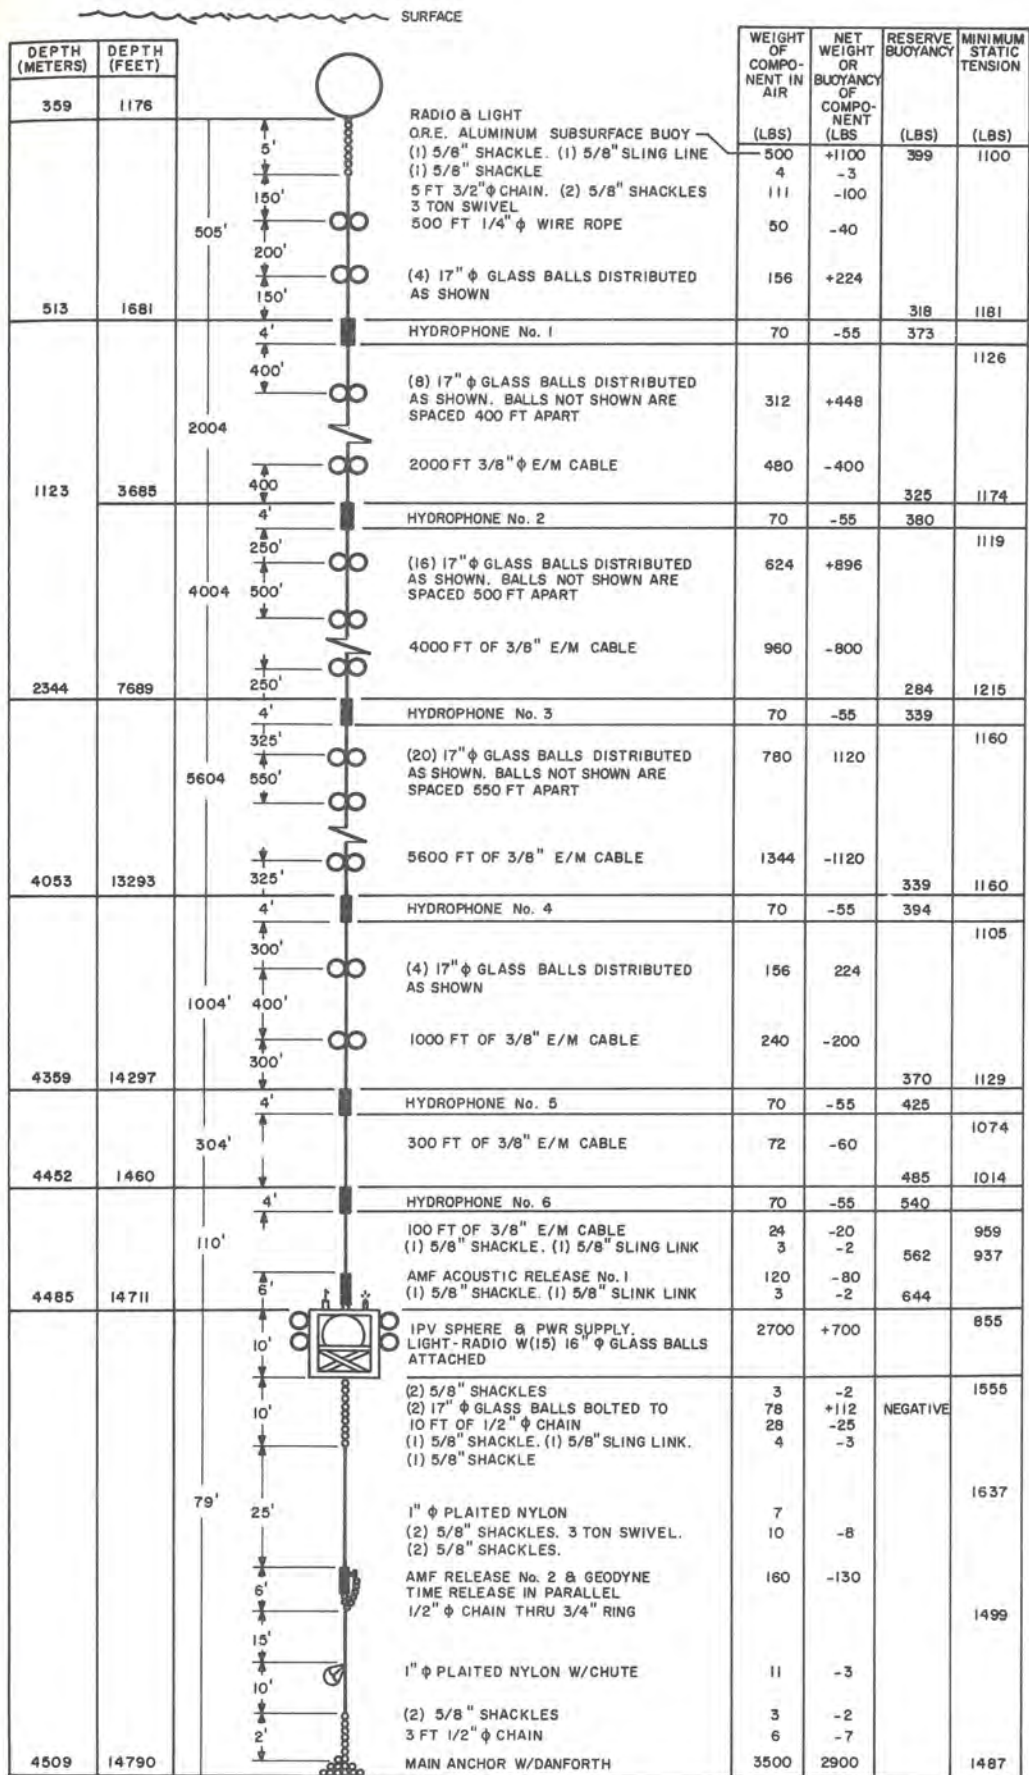 SURFACE
DEPTH (METERS) DEPTH (FEET) WEIGHT OF COMPO- NENT IN AIR (LBS) NET WEIGHT OR BUOYANCY OF COMPO- NENT (LBS RESERVE BUOYANCY (LBS) MINIMUM STATIC TENSION (LBS)
359 1176
RADIO & LIGHT
O.R.E. ALUMINUM SUBSURFACE BUOY
5' (1) 5/8" SHACKLE. (1) 5/8" SLING LINE 500 +1100 399 1100
(1) 5/8" SHACKLE 4 -3
150' 5 FT 3/2" φ CHAIN. (2) 5/8" SHACKLES 111 -100
3 TON SWIVEL
505' 500 FT 1/4" φ WIRE ROPE 50 -40
200'
(4) 17" φ GLASS BALLS DISTRIBUTED 156 +224
AS SHOWN
150'
513 1681 318 1181
4' HYDROPHONE No. 1 70 -55 373
1126
400'
(8) 17" φ GLASS BALLS DISTRIBUTED
AS SHOWN. BALLS NOT SHOWN ARE 312 +448
SPACED 400 FT APART
2004
2000 FT 3/8" φ E/M CABLE 480 -400
400
1123 3685 325 1174
4' HYDROPHONE No. 2 70 -55 380
1119
250'
(16) 17" φ GLASS BALLS DISTRIBUTED 624 +896
AS SHOWN. BALLS NOT SHOWN ARE
4004 500' SPACED 500 FT APART
4000 FT OF 3/8" E/M CABLE 960 -800
250'
2344 7689 284 1215
4' HYDROPHONE No. 3 70 -55 339
1160
325'
(20) 17" φ GLASS BALLS DISTRIBUTED 780 1120
AS SHOWN. BALLS NOT SHOWN ARE
5604 550' SPACED 550 FT APART
5600 FT OF 3/8" E/M CABLE 1344 -1120
325'
4053 13293 339 1160
4' HYDROPHONE No. 4 70 -55 394
1105
300'
(4) 17" φ GLASS BALLS DISTRIBUTED 156 224
AS SHOWN
1004' 400'
1000 FT OF 3/8" E/M CABLE 240 -200
300'
4359 14297 370 1129
4' HYDROPHONE No. 5 70 -55 425
1074
304' 300 FT OF 3/8" E/M CABLE 72 -60
4452 1460 485 1014
4' HYDROPHONE No. 6 70 -55 540
100 FT OF 3/8" E/M CABLE 24 -20 959
110' (1) 5/8" SHACKLE. (1) 5/8" SLING LINK 3 -2 562 937
AMF ACOUSTIC RELEASE No. 1 120 -80
6' (1) 5/8" SHACKLE. (1) 5/8" SLINK LINK 3 -2 644
4485 14711
855
IPV SPHERE & PWR SUPPLY. 2700 +700
10' LIGHT-RADIO W(15) 16" φ GLASS BALLS
ATTACHED
(2) 5/8" SHACKLES 3 -2 1555
(2) 17" φ GLASS BALLS BOLTED TO 78 +112 NEGATIVE
10' 10 FT OF 1/2" φ CHAIN 28 -25
(1) 5/8" SHACKLE. (1) 5/8" SLING LINK. 4 -3
(1) 5/8" SHACKLE
1637
79' 25' 1" φ PLAITED NYLON 7
(2) 5/8" SHACKLES. 3 TON SWIVEL. 10 -8
(2) 5/8" SHACKLES.
AMF RELEASE No. 2 & GEODYNE 160 -130
6' TIME RELEASE IN PARALLEL
1/2" φ CHAIN THRU 3/4" RING 1499
15'
1" φ PLAITED NYLON W/CHUTE 11 -3
10'
(2) 5/8" SHACKLES 3 -2
2' 3 FT 1/2" φ CHAIN 6 -7
4509 14790 MAIN ANCHOR W/DANFORTH 3500 2900 1487